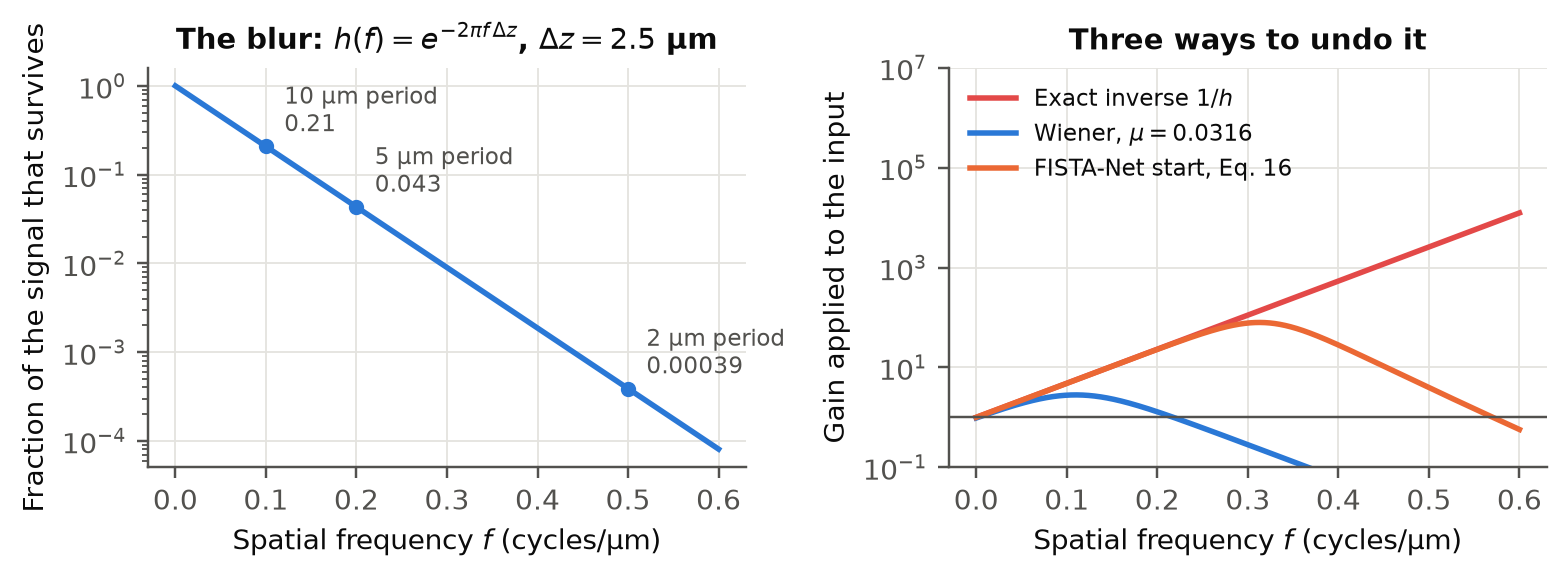 The blur: h(f) = e^{−2πfΔz}, Δz = 2.5 µm
Fraction of the signal that survives
10^0
10^{−1}
10^{−2}
10^{−3}
10^{−4}
10 µm period
0.21
5 µm period
0.043
2 µm period
0.00039
0.0 0.1 0.2 0.3 0.4 0.5 0.6
Spatial frequency f (cycles/µm)
Three ways to undo it
Gain applied to the input
10^7
10^5
10^3
10^1
10^{−1}
Exact inverse 1/h
Wiener, µ = 0.0316
FISTA-Net start, Eq. 16
0.0 0.1 0.2 0.3 0.4 0.5 0.6
Spatial frequency f (cycles/µm)